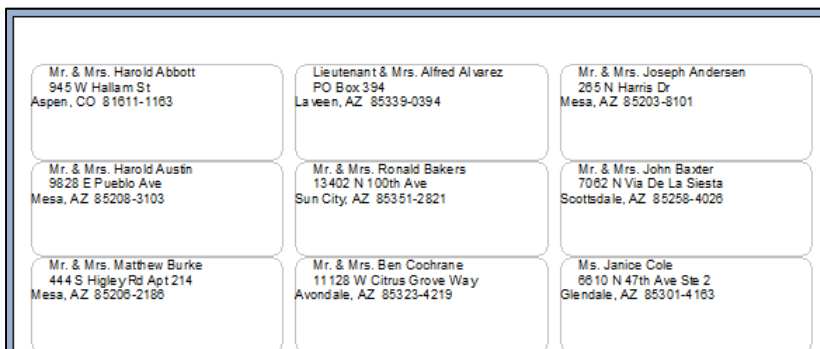 Mr. & Mrs. Harold Abbott
945 W Hallam St
Aspen, CO 81611-1163
Lieutenant & Mrs. Alfred Alvarez
PO Box 394
Laveen, AZ 85339-0394
Mr. & Mrs. Joseph Andersen
265 N Harris Dr
Mesa, AZ 85203-8101
Mr. & Mrs. Harold Austin
9828 E Pueblo Ave
Mesa, AZ 85208-3103
Mr. & Mrs. Ronald Bakers
13402 N 100th Ave
Sun City, AZ 85351-2821
Mr. & Mrs. John Baxter
7062 N Via De La Siesta
Scottsdale, AZ 85258-4026
Mr. & Mrs. Matthew Burke
444 S Higley Rd Apt 214
Mesa, AZ 85206-2186
Mr. & Mrs. Ben Cochrane
11128 W Citrus Grove Way
Avondale, AZ 85323-4219
Ms. Janice Cole
6610 N 47th Ave Ste 2
Glendale, AZ 85301-4163